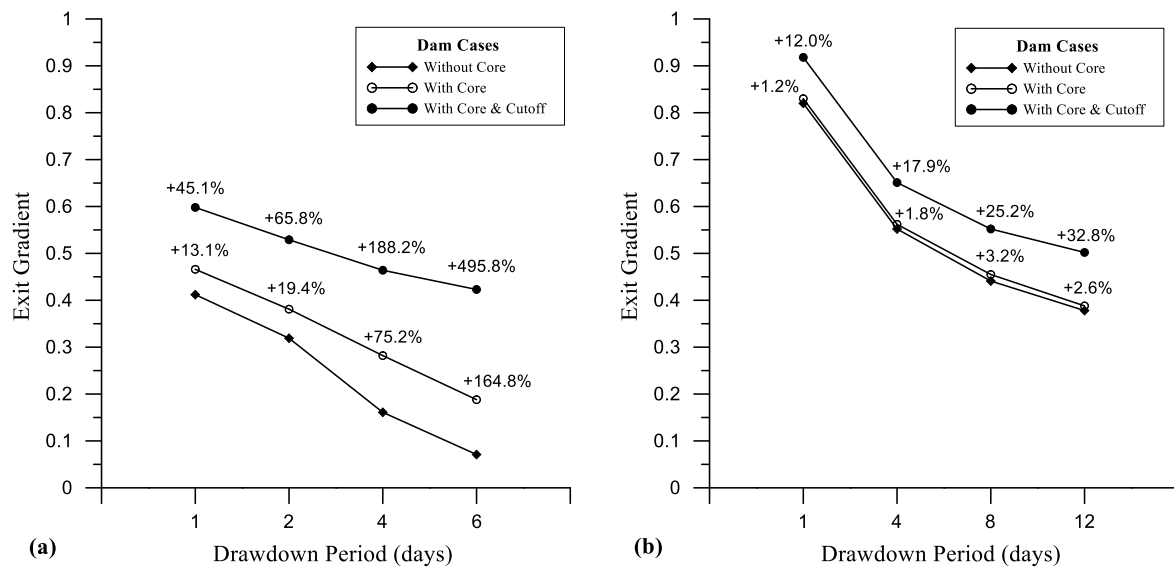 1
0.9
0.8
0.7
0.6
0.5
0.4
0.3
0.2
0.1
0
Exit Gradient
Dam Cases
Without Core
With Core
With Core & Cutoff
+45.1%
+65.8%
+188.2%
+495.8%
+13.1%
+19.4%
+75.2%
+164.8%
1 2 4 6
(a) Drawdown Period (days)
1
0.9
0.8
0.7
0.6
0.5
0.4
0.3
0.2
0.1
0
Exit Gradient
Dam Cases
Without Core
With Core
With Core & Cutoff
+12.0%
+1.2%
+17.9%
+1.8%
+25.2%
+3.2%
+32.8%
+2.6%
1 4 8 12
(b) Drawdown Period (days)